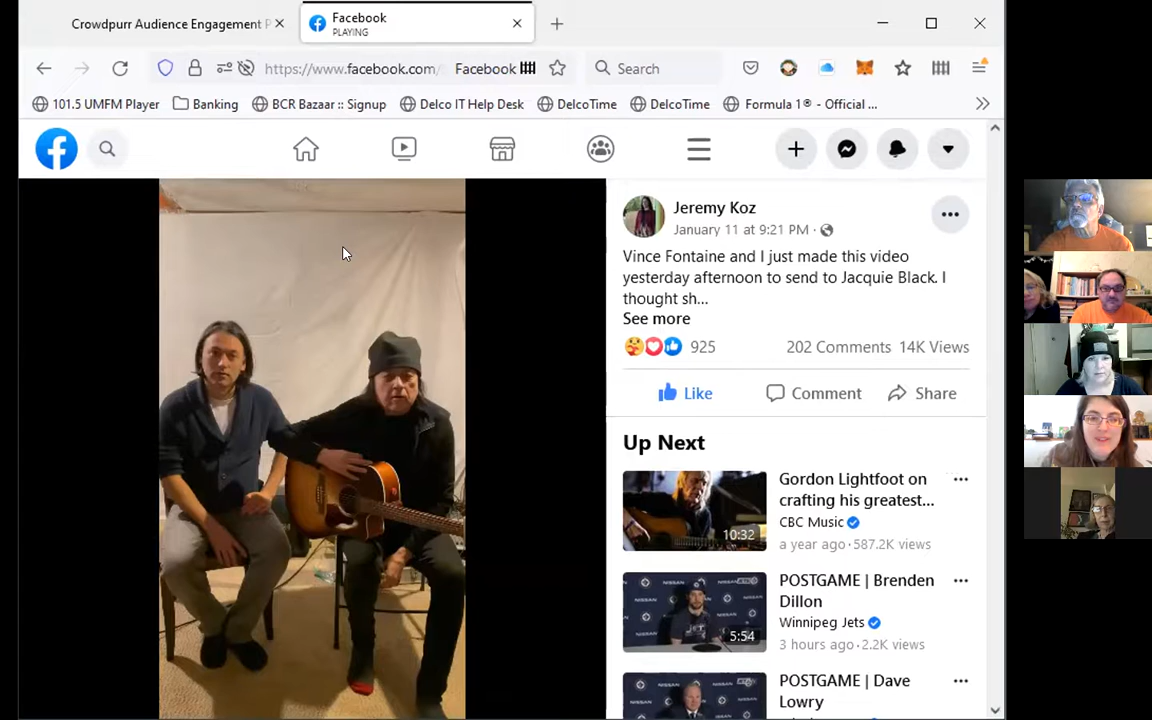 Crowdpurr Audience Engagement P
Facebook
PLAYING
https://www.facebook.com/
Facebook
Search
101.5 UMFM Player
Banking
BCR Bazaar :: Signup
Delco IT Help Desk
DelcoTime
DelcoTime
Formula 1® - Official ...
Jeremy Koz
January 11 at 9:21 PM
Vince Fontaine and I just made this video
yesterday afternoon to send to Jacquie Black. I
thought sh...
See more
925
202 Comments 14K Views
Like
Comment
Share
Up Next
Gordon Lightfoot on
crafting his greatest...
CBC Music
a year ago · 587.2K views
10:32
POSTGAME | Brenden
Dillon
Winnipeg Jets
3 hours ago · 2.2K views
5:54
POSTGAME | Dave
Lowry